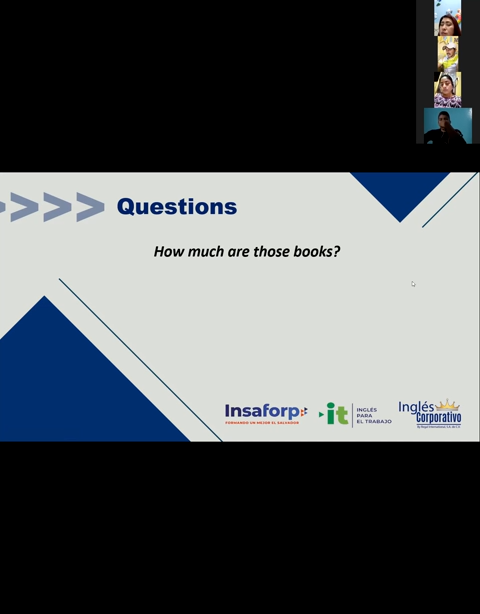 Questions
How much are those books?
Insaforp
FORMANDO UN MEJOR EL SALVADOR
it
INGLÉS
PARA
EL TRABAJO
Inglés
Corporativo